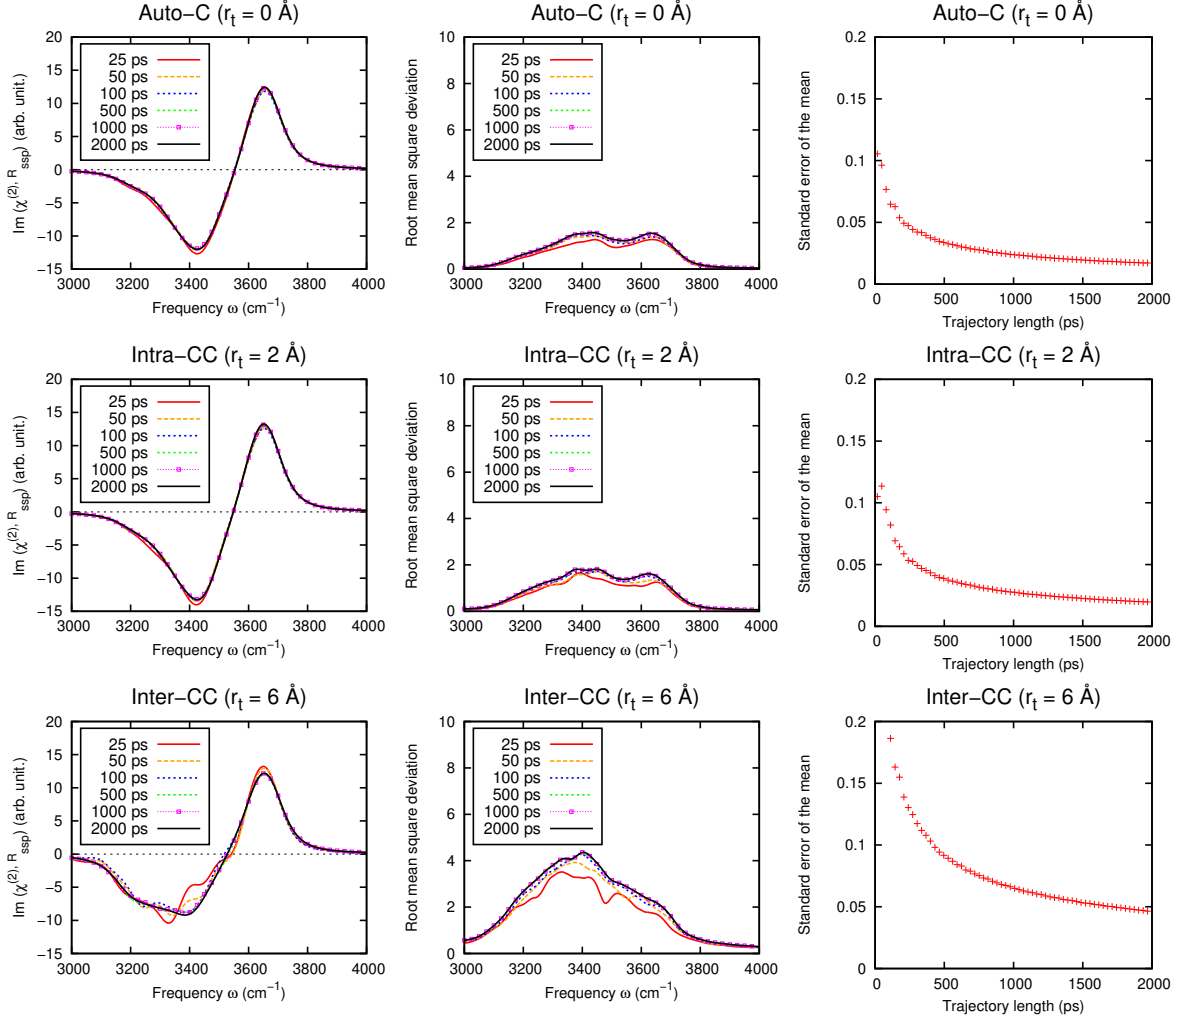 Auto−C (r_t = 0 Å)
Im (χ^(2), R_ssp) (arb. unit.)
20
15
10
5
0
−5
−10
−15
25 ps
50 ps
100 ps
500 ps
1000 ps
2000 ps
3000 3200 3400 3600 3800 4000
Frequency ω (cm^−1)
Auto−C (r_t = 0 Å)
Root mean square deviation
10
8
6
4
2
0
25 ps
50 ps
100 ps
500 ps
1000 ps
2000 ps
3000 3200 3400 3600 3800 4000
Frequency ω (cm^−1)
Auto−C (r_t = 0 Å)
Standard error of the mean
0.2
0.15
0.1
0.05
0
0 500 1000 1500 2000
Trajectory length (ps)
Intra−CC (r_t = 2 Å)
Im (χ^(2), R_ssp) (arb. unit.)
20
15
10
5
0
−5
−10
−15
25 ps
50 ps
100 ps
500 ps
1000 ps
2000 ps
3000 3200 3400 3600 3800 4000
Frequency ω (cm^−1)
Intra−CC (r_t = 2 Å)
Root mean square deviation
10
8
6
4
2
0
25 ps
50 ps
100 ps
500 ps
1000 ps
2000 ps
3000 3200 3400 3600 3800 4000
Frequency ω (cm^−1)
Intra−CC (r_t = 2 Å)
Standard error of the mean
0.2
0.15
0.1
0.05
0
0 500 1000 1500 2000
Trajectory length (ps)
Inter−CC (r_t = 6 Å)
Im (χ^(2), R_ssp) (arb. unit.)
20
15
10
5
0
−5
−10
−15
25 ps
50 ps
100 ps
500 ps
1000 ps
2000 ps
3000 3200 3400 3600 3800 4000
Frequency ω (cm^−1)
Inter−CC (r_t = 6 Å)
Root mean square deviation
10
8
6
4
2
0
25 ps
50 ps
100 ps
500 ps
1000 ps
2000 ps
3000 3200 3400 3600 3800 4000
Frequency ω (cm^−1)
Inter−CC (r_t = 6 Å)
Standard error of the mean
0.2
0.15
0.1
0.05
0
0 500 1000 1500 2000
Trajectory length (ps)